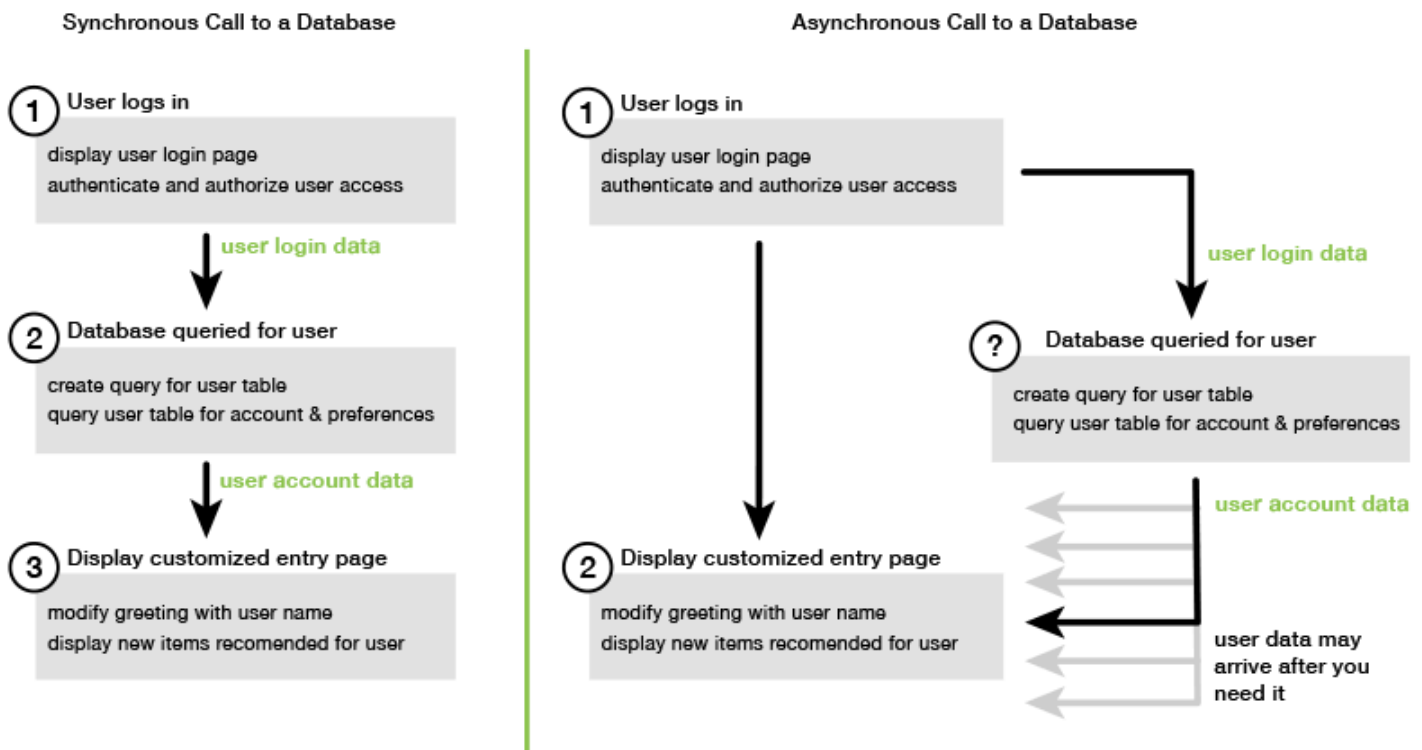 Synchronous Call to a Database
1
User logs in
display user login page
authenticate and authorize user access
user login data
2
Database queried for user
create query for user table
query user table for account & preferences
user account data
3
Display customized entry page
modify greeting with user name
display new items recomended for user
Asynchronous Call to a Database
1
User logs in
display user login page
authenticate and authorize user access
user login data
?
Database queried for user
create query for user table
query user table for account & preferences
user account data
2
Display customized entry page
modify greeting with user name
display new items recomended for user
user data may
arrive after you
need it